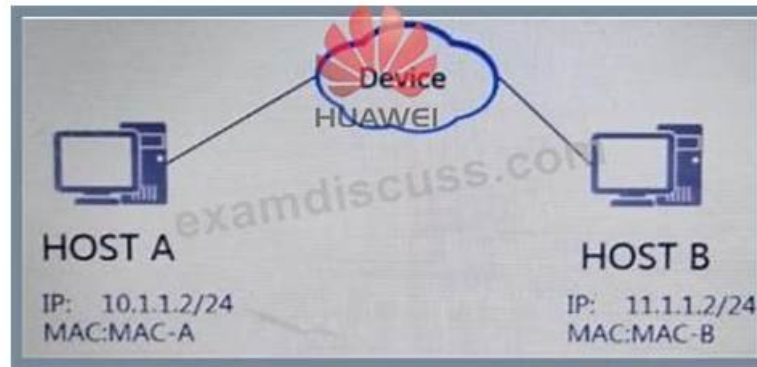 Device
HUAWEI
examdiscuss.com
HOST A
IP: 10.1.1.2/24
MAC:MAC-A
HOST B
IP: 11.1.1.2/24
MAC:MAC-B